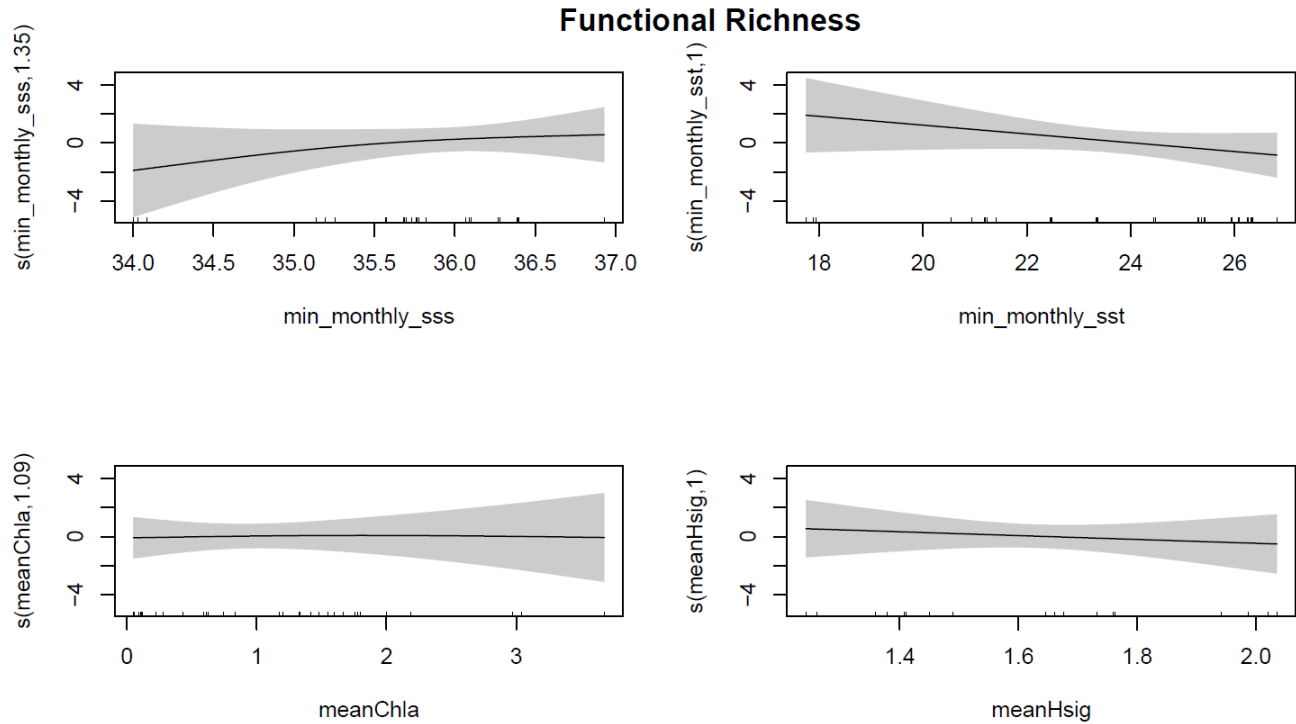 Functional Richness
s(min_monthly_sss,1.35)
4
0
−4
34.0 34.5 35.0 35.5 36.0 36.5 37.0
min_monthly_sss
s(min_monthly_sst,1)
4
0
−4
18 20 22 24 26
min_monthly_sst
s(meanChla,1.09)
4
0
−4
0 1 2 3
meanChla
s(meanHsig,1)
4
0
−4
1.4 1.6 1.8 2.0
meanHsig